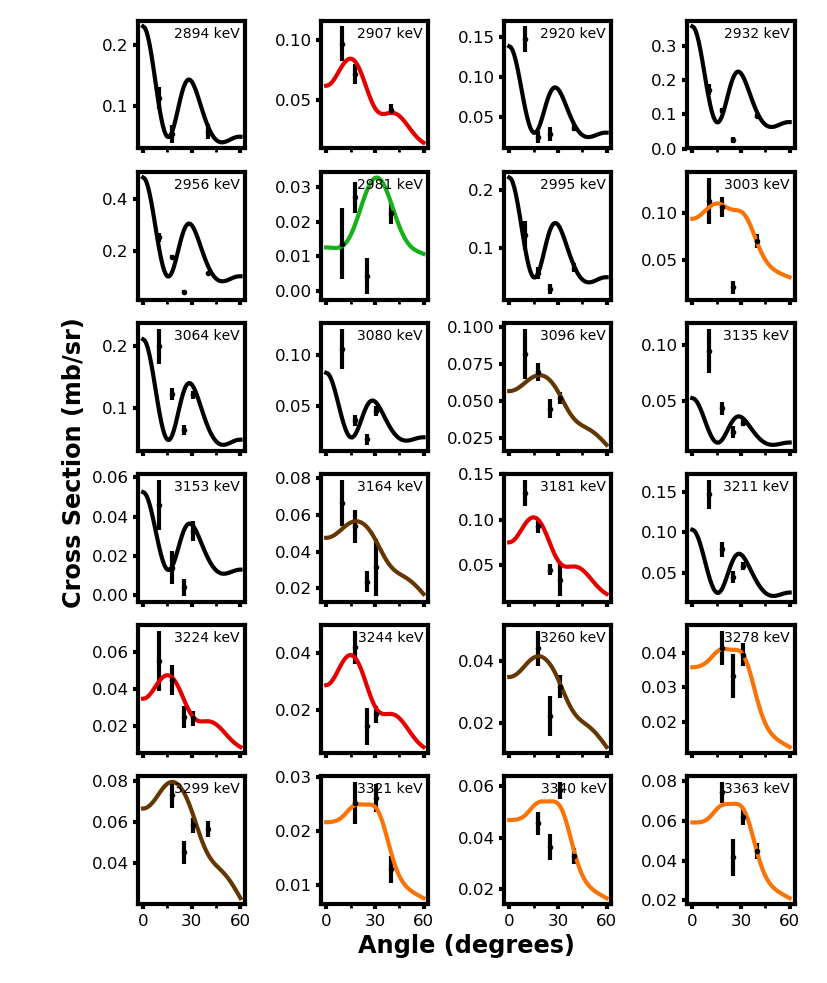 2894 keV 2907 keV 2920 keV 2932 keV
0.2 0.1
0.10 0.05
0.15 0.10 0.05
0.3 0.2 0.1 0.0
2956 keV 2981 keV 2995 keV 3003 keV
0.4 0.2
0.03 0.02 0.01 0.00
0.2 0.1
0.10 0.05
3064 keV 3080 keV 3096 keV 3135 keV
0.2 0.1
0.10 0.05
0.100 0.075 0.050 0.025
0.10 0.05
3153 keV 3164 keV 3181 keV 3211 keV
0.06 0.04 0.02 0.00
0.08 0.06 0.04 0.02
0.15 0.10 0.05
0.15 0.10 0.05
3224 keV 3244 keV 3260 keV 3278 keV
0.06 0.04 0.02
0.04 0.02
0.04 0.02
0.04 0.03 0.02
3299 keV 3321 keV 3340 keV 3363 keV
0.08 0.06 0.04
0.03 0.02 0.01
0.06 0.04 0.02
0.08 0.06 0.04 0.02
0 30 60 0 30 60 0 30 60 0 30 60
Cross Section (mb/sr)
Angle (degrees)